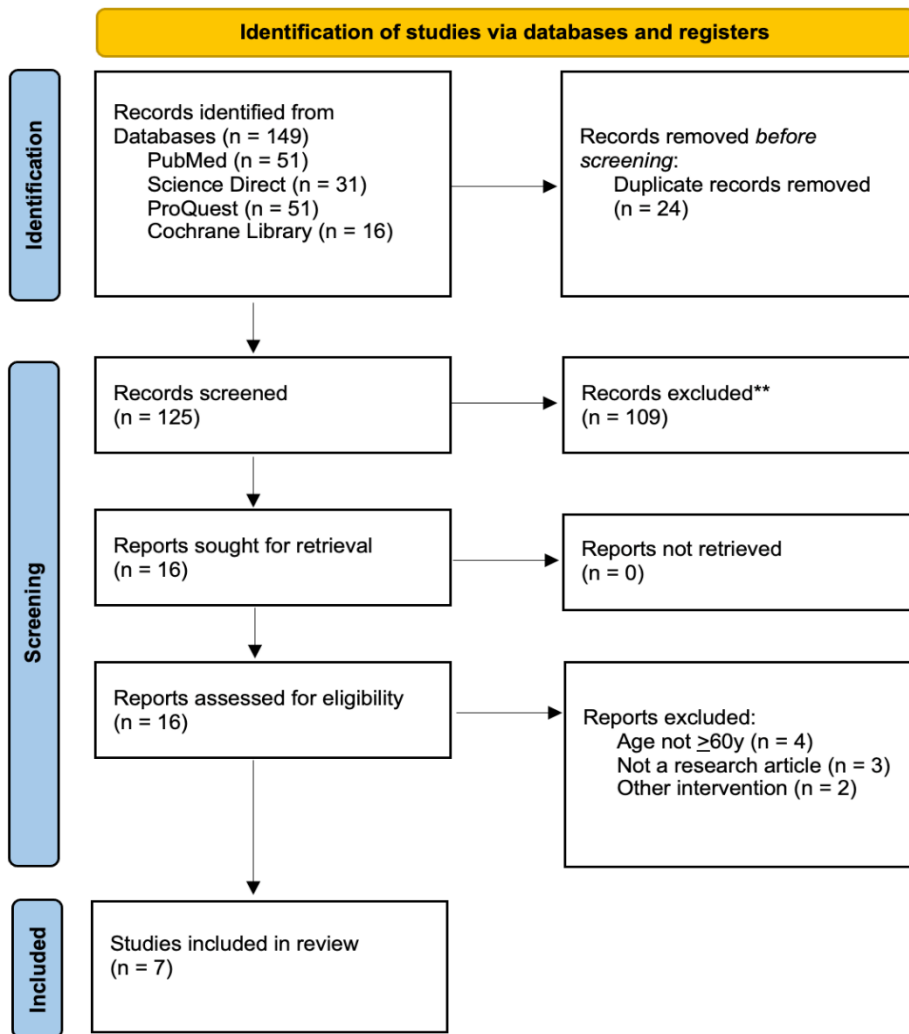 Identification of studies via databases and registers
Identification
Records identified from
Databases (n = 149)
PubMed (n = 51)
Science Direct (n = 31)
ProQuest (n = 51)
Cochrane Library (n = 16)
Records removed before
screening:
Duplicate records removed
(n = 24)
Screening
Records screened
(n = 125)
Records excluded**
(n = 109)
Reports sought for retrieval
(n = 16)
Reports not retrieved
(n = 0)
Reports assessed for eligibility
(n = 16)
Reports excluded:
Age not ≥60y (n = 4)
Not a research article (n = 3)
Other intervention (n = 2)
Included
Studies included in review
(n = 7)